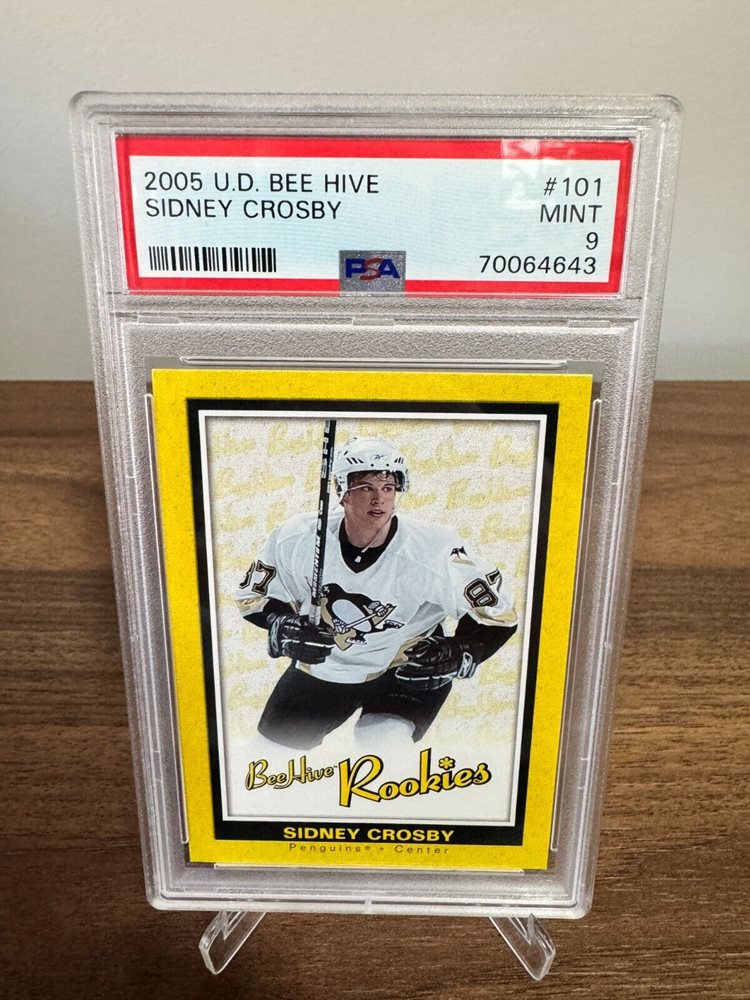 2005 U.D. BEE HIVE #101
SIDNEY CROSBY MINT
9
PSA 70064643
87 87
BeeHive Rookies
SIDNEY CROSBY
Penguins® • Center